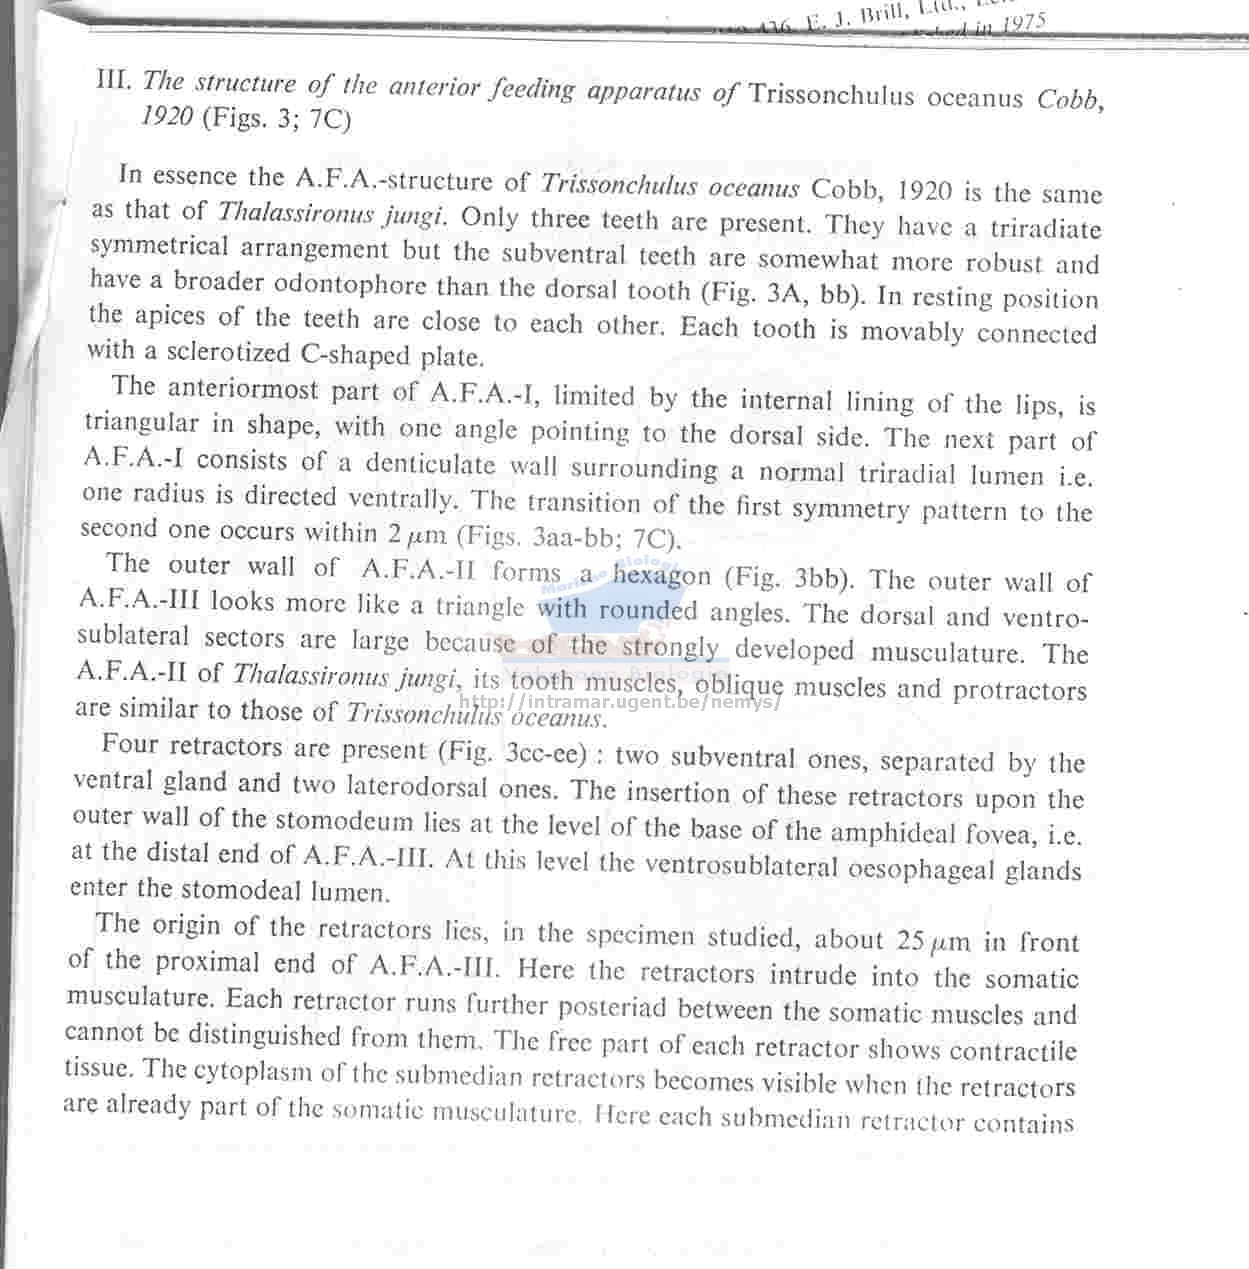 E. J. Brill, Ltd.,
in 1975
III. The structure of the anterior feeding apparatus of Trissonchulus oceanus Cobb,
1920 (Figs. 3; 7C)
In essence the A.F.A.-structure of Trissonchulus oceanus Cobb, 1920 is the same
as that of Thalassironus jungi. Only three teeth are present. They have a triradiate
symmetrical arrangement but the subventral teeth are somewhat more robust and
have a broader odontophore than the dorsal tooth (Fig. 3A, bb). In resting position
the apices of the teeth are close to each other. Each tooth is movably connected
with a sclerotized C-shaped plate.
The anteriormost part of A.F.A.-I, limited by the internal lining of the lips, is
triangular in shape, with one angle pointing to the dorsal side. The next part of
A.F.A.-I consists of a denticulate wall surrounding a normal triradial lumen i.e.
one radius is directed ventrally. The transition of the first symmetry pattern to the
second one occurs within 2 μm (Figs. 3aa-bb; 7C).
The outer wall of A.F.A.-II forms a hexagon (Fig. 3bb). The outer wall of
A.F.A.-III looks more like a triangle with rounded angles. The dorsal and ventro-
sublateral sectors are large because of the strongly developed musculature. The
A.F.A.-II of Thalassironus jungi, its tooth muscles, oblique muscles and protractors
are similar to those of Trissonchulus oceanus.
Four retractors are present (Fig. 3cc-ee) : two subventral ones, separated by the
ventral gland and two laterodorsal ones. The insertion of these retractors upon the
outer wall of the stomodeum lies at the level of the base of the amphideal fovea, i.e.
at the distal end of A.F.A.-III. At this level the ventrosublateral oesophageal glands
enter the stomodeal lumen.
The origin of the retractors lies, in the specimen studied, about 25 μm in front
of the proximal end of A.F.A.-III. Here the retractors intrude into the somatic
musculature. Each retractor runs further posteriad between the somatic muscles and
cannot be distinguished from them. The free part of each retractor shows contractile
tissue. The cytoplasm of the submedian retractors becomes visible when the retractors
are already part of the somatic musculature. Here each submedian retractor contains
Marine Biology
http://intramar.ugent.be/nemys/